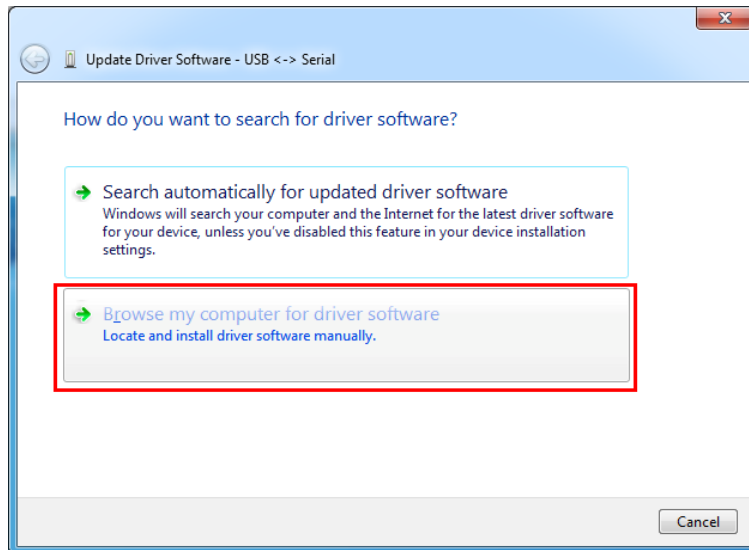 Update Driver Software - USB <-> Serial
How do you want to search for driver software?
Search automatically for updated driver software
Windows will search your computer and the Internet for the latest driver software
for your device, unless you've disabled this feature in your device installation
settings.
Browse my computer for driver software
Locate and install driver software manually.
Cancel